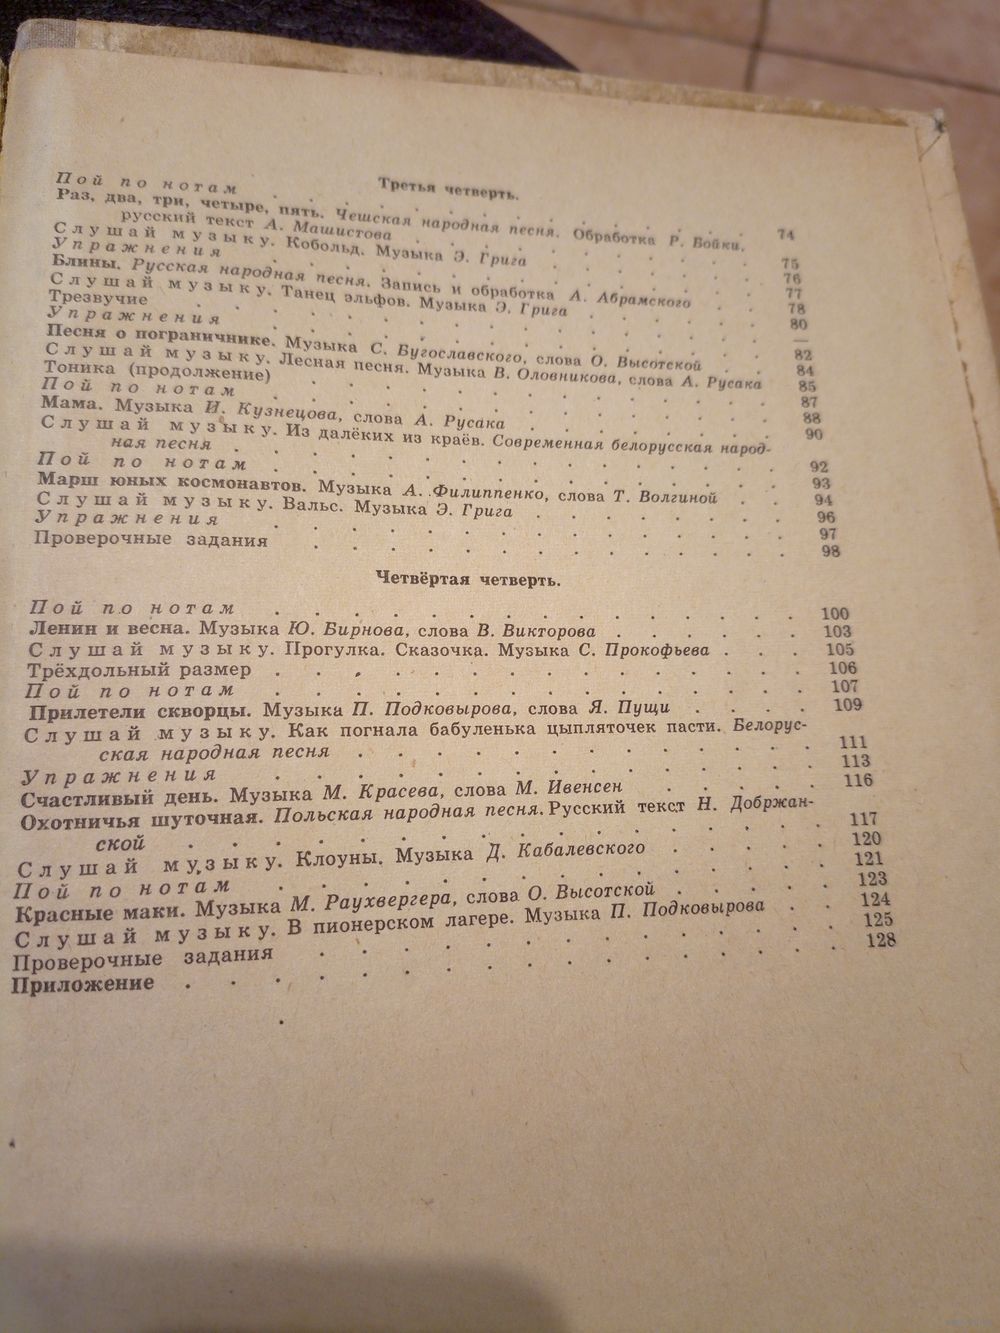 Третья четверть.
Пой по нотам . . . . . . . . . . 74
Раз, два, три, четыре, пять. Чешская народная песня. Обработка Р. Бойки,
русский текст А. Машистова . . . . . . . . 75
Слушай музыку. Кобольд. Музыка Э. Грига . . . . . 76
Упражнения . . . . . . . . . . 77
Блины. Русская народная песня. Запись и обработка А. Абрамского . 78
Слушай музыку. Танец эльфов. Музыка Э. Грига . . . . 80
Трезвучие . . . . . . . . . . —
Упражнения . . . . . . . . . . 82
Песня о пограничнике. Музыка С. Бугославского, слова О. Высотской . . 84
Слушай музыку. Лесная песня. Музыка В. Оловникова, слова А. Русака 85
Тоника (продолжение) . . . . . . . . . . 87
Пой по нотам . . . . . . . . . . 88
Мама. Музыка И. Кузнецова, слова А. Русака . . . . . . 90
Слушай музыку. Из далёких из краёв. Современная белорусская народ-
ная песня . . . . . . . . . . 92
Пой по нотам . . . . . . . . . . 93
Марш юных космонавтов. Музыка А. Филиппенко, слова Т. Волгиной . . 94
Слушай музыку. Вальс. Музыка Э. Грига . . . . . . 96
Упражнения . . . . . . . . . . 97
Проверочные задания . . . . . . . . . . 98
Четвёртая четверть.
Пой по нотам . . . . . . . . . . 100
Ленин и весна. Музыка Ю. Бирнова, слова В. Викторова . . . . . . 103
Слушай музыку. Прогулка. Сказочка. Музыка С. Прокофьева . . . 105
Трёхдольный размер . . . . . . . . . . 106
Пой по нотам . . . . . . . . . . 107
Прилетели скворцы. Музыка П. Подковырова, слова Я. Пущи . . . . 109
Слушай музыку. Как погнала бабуленька цыпляточек пасти. Белорус-
ская народная песня . . . . . . . . . . 111
Упражнения . . . . . . . . . . 113
Счастливый день. Музыка М. Красева, слова М. Ивенсен . . . . . 116
Охотничья шуточная. Польская народная песня. Русский текст Н. Добржан-
ской . . . . . . . . . . 117
Слушай музыку. Клоуны. Музыка Д. Кабалевского . . . . . 120
Пой по нотам . . . . . . . . . . 121
Красные маки. Музыка М. Раухвергера, слова О. Высотской . . . . 123
Слушай музыку. В пионерском лагере. Музыка П. Подковырова . . 124
Проверочные задания . . . . . . . . . . 125
Приложение . . . . . . . . . . 128